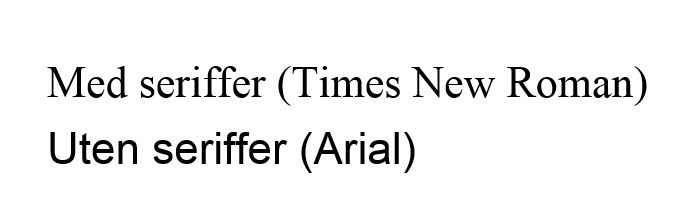 Med seriffer (Times New Roman)
Uten seriffer (Arial)